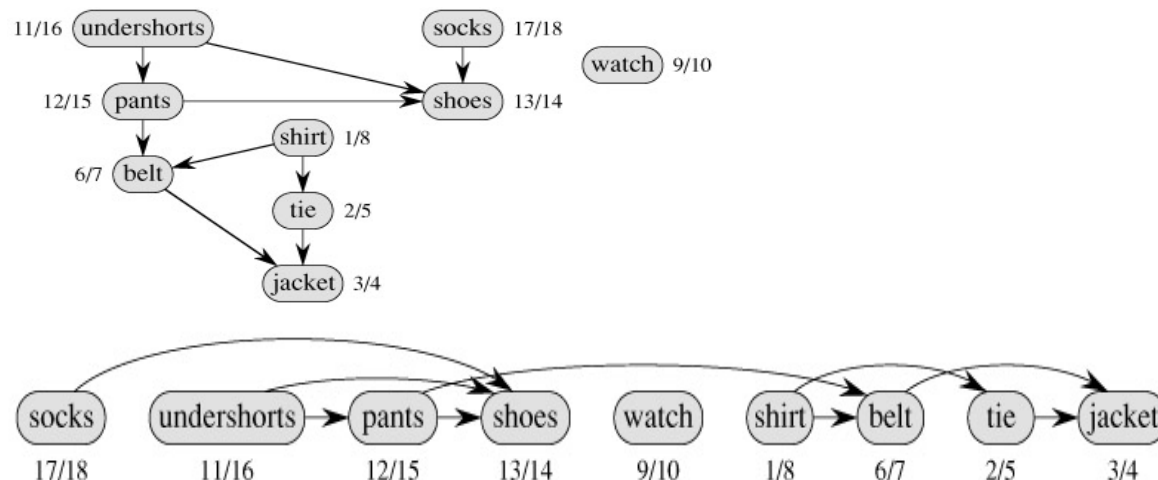 11/16 undershorts socks 17/18
watch 9/10
12/15 pants shoes 13/14
shirt 1/8
6/7 belt
tie 2/5
jacket 3/4
socks undershorts pants shoes watch shirt belt tie jacket
17/18 11/16 12/15 13/14 9/10 1/8 6/7 2/5 3/4